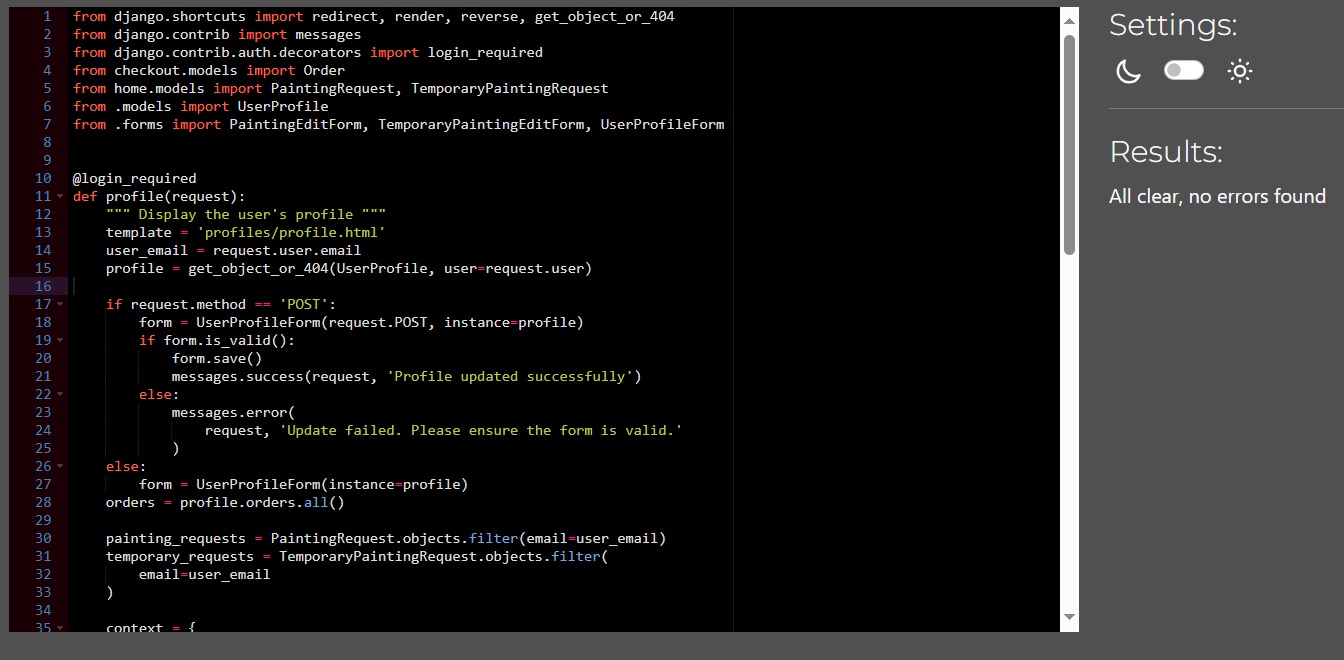 1 from django.shortcuts import redirect, render, reverse, get_object_or_404
2 from django.contrib import messages
3 from django.contrib.auth.decorators import login_required
4 from checkout.models import Order
5 from home.models import PaintingRequest, TemporaryPaintingRequest
6 from .models import UserProfile
7 from .forms import PaintingEditForm, TemporaryPaintingEditForm, UserProfileForm
8
9
10 @login_required
11 def profile(request):
12     """ Display the user's profile """
13     template = 'profiles/profile.html'
14     user_email = request.user.email
15     profile = get_object_or_404(UserProfile, user=request.user)
16
17     if request.method == 'POST':
18         form = UserProfileForm(request.POST, instance=profile)
19         if form.is_valid():
20             form.save()
21             messages.success(request, 'Profile updated successfully')
22         else:
23             messages.error(
24                 request, 'Update failed. Please ensure the form is valid.'
25             )
26     else:
27         form = UserProfileForm(instance=profile)
28     orders = profile.orders.all()
29
30     painting_requests = PaintingRequest.objects.filter(email=user_email)
31     temporary_requests = TemporaryPaintingRequest.objects.filter(
32         email=user_email
33     )
34
35     context = {
Settings:
Results:
All clear, no errors found